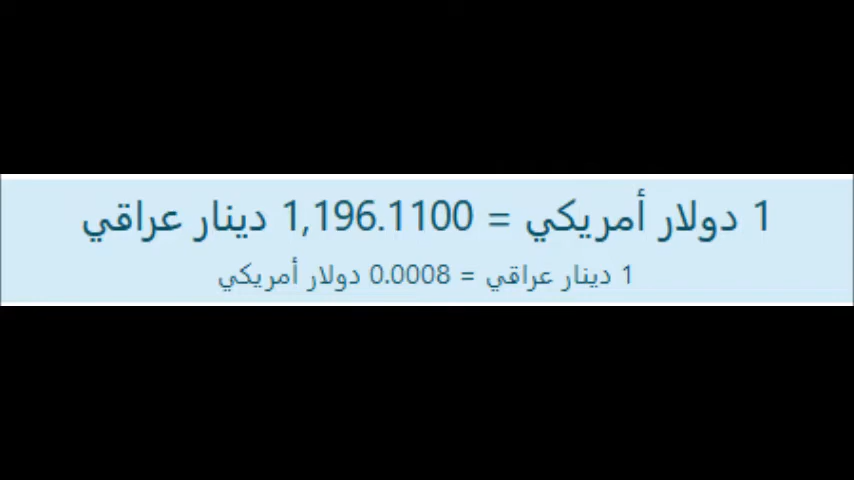 1 دولار أمريكي = 1,196.1100 دينار عراقي
1 دينار عراقي = 0.0008 دولار أمريكي